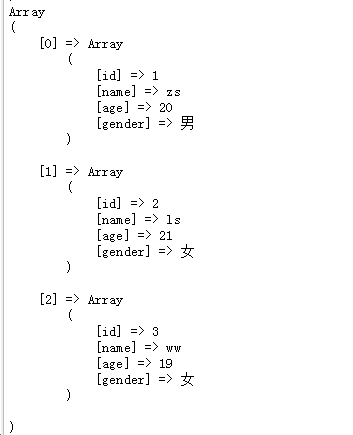 Array
(
    [0] => Array
        (
            [id] => 1
            [name] => zs
            [age] => 20
            [gender] => 男
        )

    [1] => Array
        (
            [id] => 2
            [name] => ls
            [age] => 21
            [gender] => 女
        )

    [2] => Array
        (
            [id] => 3
            [name] => ww
            [age] => 19
            [gender] => 女
        )

)